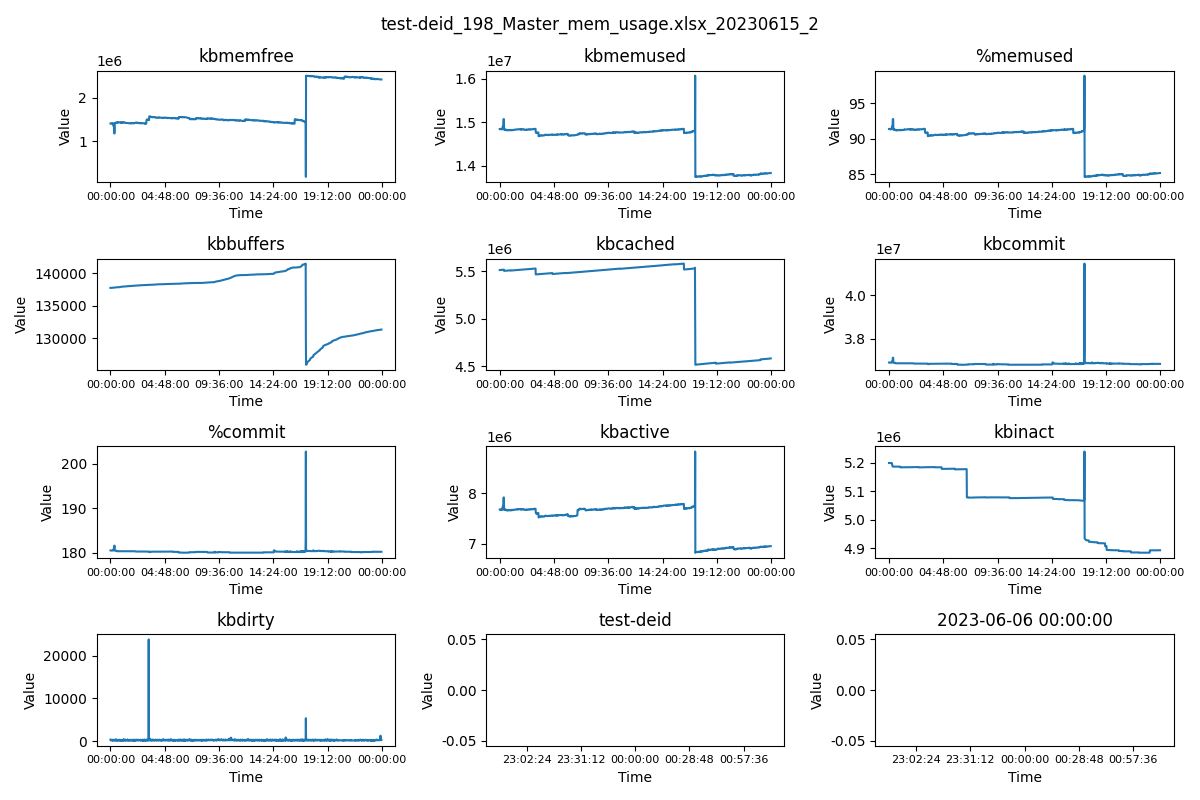 test-deid_198_Master_mem_usage.xlsx_20230615_2
kbmemfree
kbmemused
%memused
1e6
1e7
2
1
Value
1.6
1.5
1.4
Value
95
90
85
Value
00:00:00 04:48:00 09:36:00 14:24:00 19:12:00 00:00:00
Time
00:00:00 04:48:00 09:36:00 14:24:00 19:12:00 00:00:00
Time
00:00:00 04:48:00 09:36:00 14:24:00 19:12:00 00:00:00
Time
kbbuffers
kbcached
kbcommit
1e6
1e7
140000
135000
130000
Value
5.5
5.0
4.5
Value
4.0
3.8
Value
00:00:00 04:48:00 09:36:00 14:24:00 19:12:00 00:00:00
Time
00:00:00 04:48:00 09:36:00 14:24:00 19:12:00 00:00:00
Time
00:00:00 04:48:00 09:36:00 14:24:00 19:12:00 00:00:00
Time
%commit
kbactive
kbinact
1e6
1e6
200
190
180
Value
8
7
Value
5.2
5.1
5.0
4.9
Value
00:00:00 04:48:00 09:36:00 14:24:00 19:12:00 00:00:00
Time
00:00:00 04:48:00 09:36:00 14:24:00 19:12:00 00:00:00
Time
00:00:00 04:48:00 09:36:00 14:24:00 19:12:00 00:00:00
Time
kbdirty
test-deid
2023-06-06 00:00:00
20000
10000
0
Value
0.05
0.00
-0.05
Value
0.05
0.00
-0.05
Value
00:00:00 04:48:00 09:36:00 14:24:00 19:12:00 00:00:00
Time
23:02:24 23:31:12 00:00:00 00:28:48 00:57:36
Time
23:02:24 23:31:12 00:00:00 00:28:48 00:57:36
Time